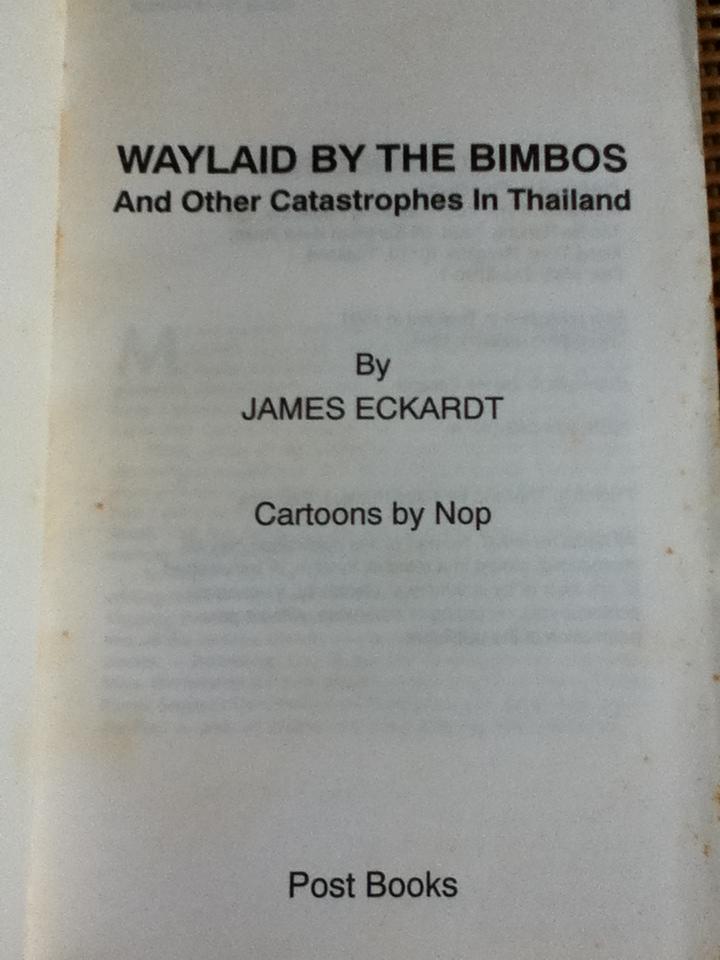 WAYLAID BY THE BIMBOS
And Other Catastrophes In Thailand
By
JAMES ECKARDT
Cartoons by Nop
Post Books